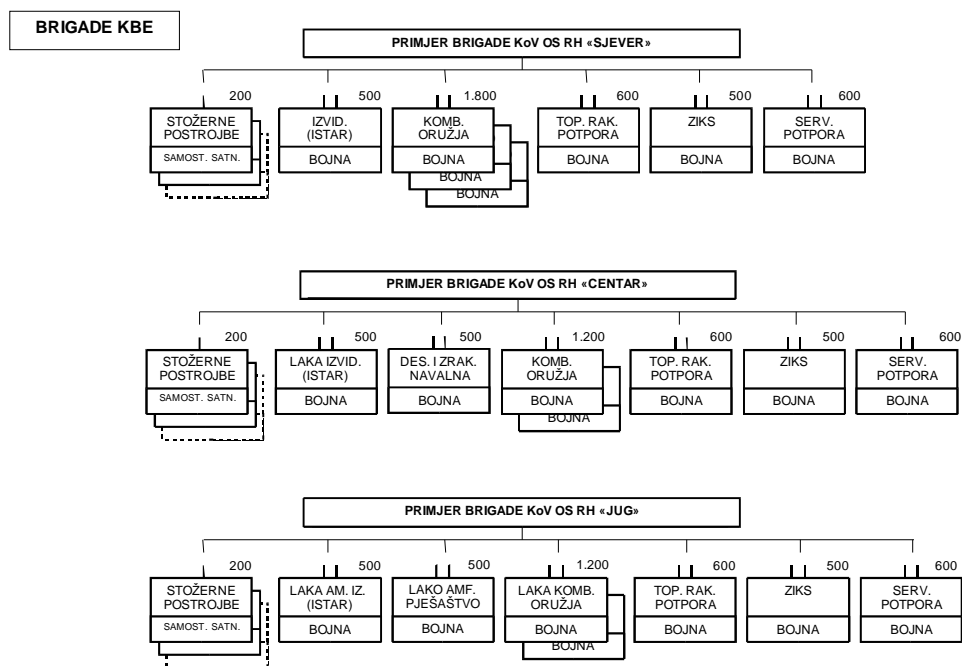 BRIGADE KBE
PRIMJER BRIGADE KoV OS RH «SJEVER»
200
500
1.800
600
500
600
STOŽERNE
POSTROJBE
SAMOST. SATN.
IZVID.
(ISTAR)
BOJNA
KOMB.
ORUŽJA
BOJNA
BOJNA
BOJNA
TOP. RAK.
POTPORA
BOJNA
ZIKS
BOJNA
SERV.
POTPORA
BOJNA
PRIMJER BRIGADE KoV OS RH «CENTAR»
200
500
500
1.200
600
500
600
STOŽERNE
POSTROJBE
SAMOST. SATN.
LAKA IZVID.
(ISTAR)
BOJNA
DES. I ZRAK.
NAVALNA
BOJNA
KOMB.
ORUŽJA
BOJNA
BOJNA
TOP. RAK.
POTPORA
BOJNA
ZIKS
BOJNA
SERV.
POTPORA
BOJNA
PRIMJER BRIGADE KoV OS RH «JUG»
200
500
500
1.200
600
500
600
STOŽERNE
POSTROJBE
SAMOST. SATN.
LAKA AM. IZ.
(ISTAR)
BOJNA
LAKO AMF.
PJEŠAŠTVO
BOJNA
LAKA KOMB.
ORUŽJA
BOJNA
BOJNA
TOP. RAK.
POTPORA
BOJNA
ZIKS
BOJNA
SERV.
POTPORA
BOJNA